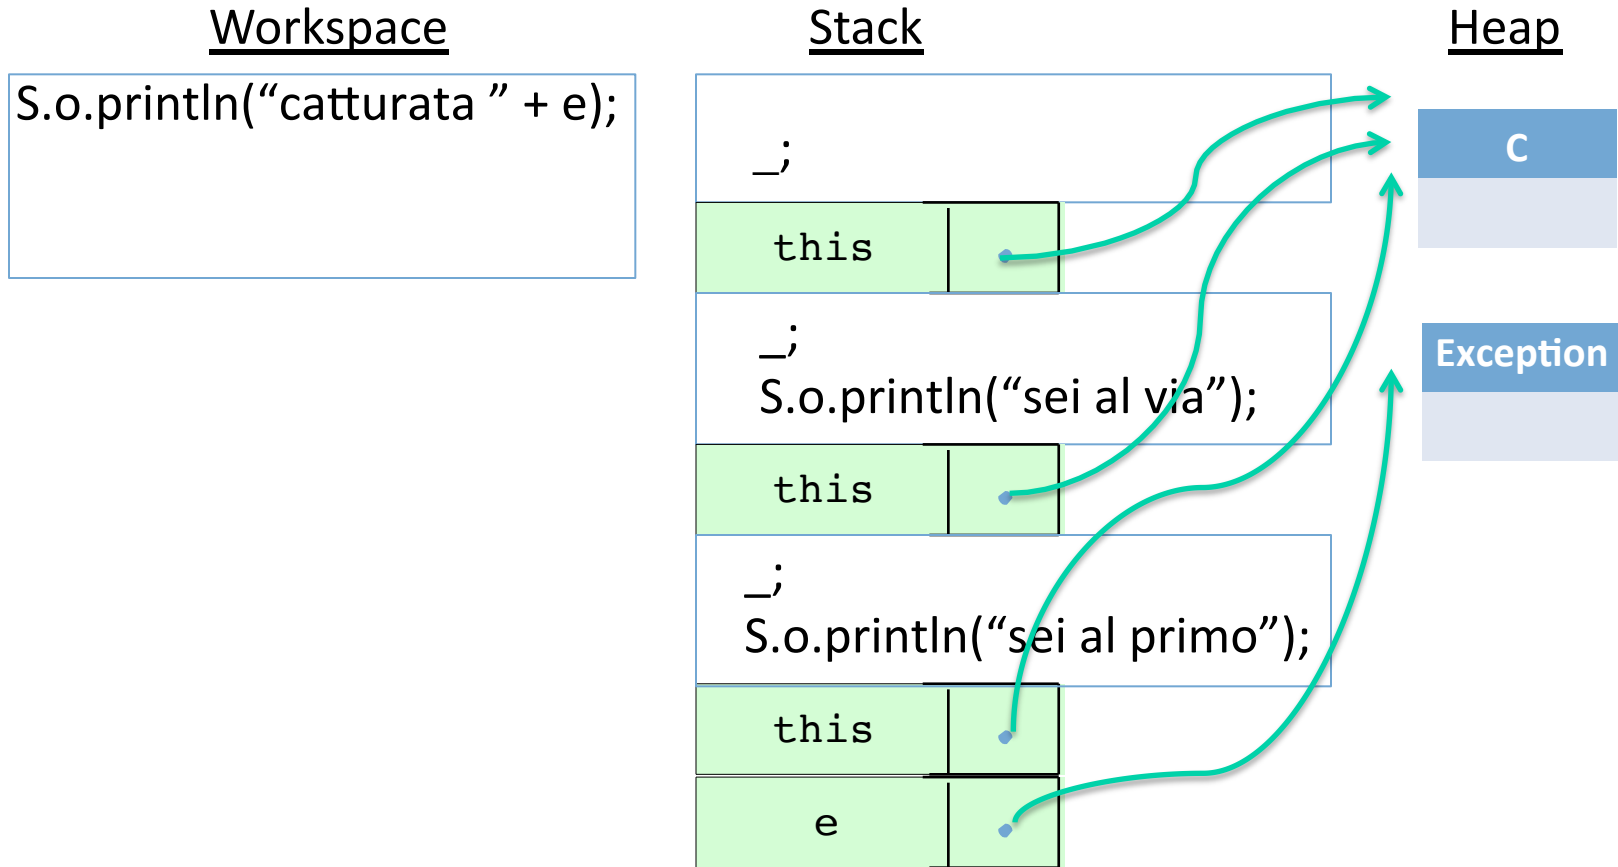 Workspace
Stack
Heap
S.o.println(“catturata ” + e);
_;
C
this
_;
S.o.println(“sei al via”);
Exception
this
_;
S.o.println(“sei al primo”);
this
e